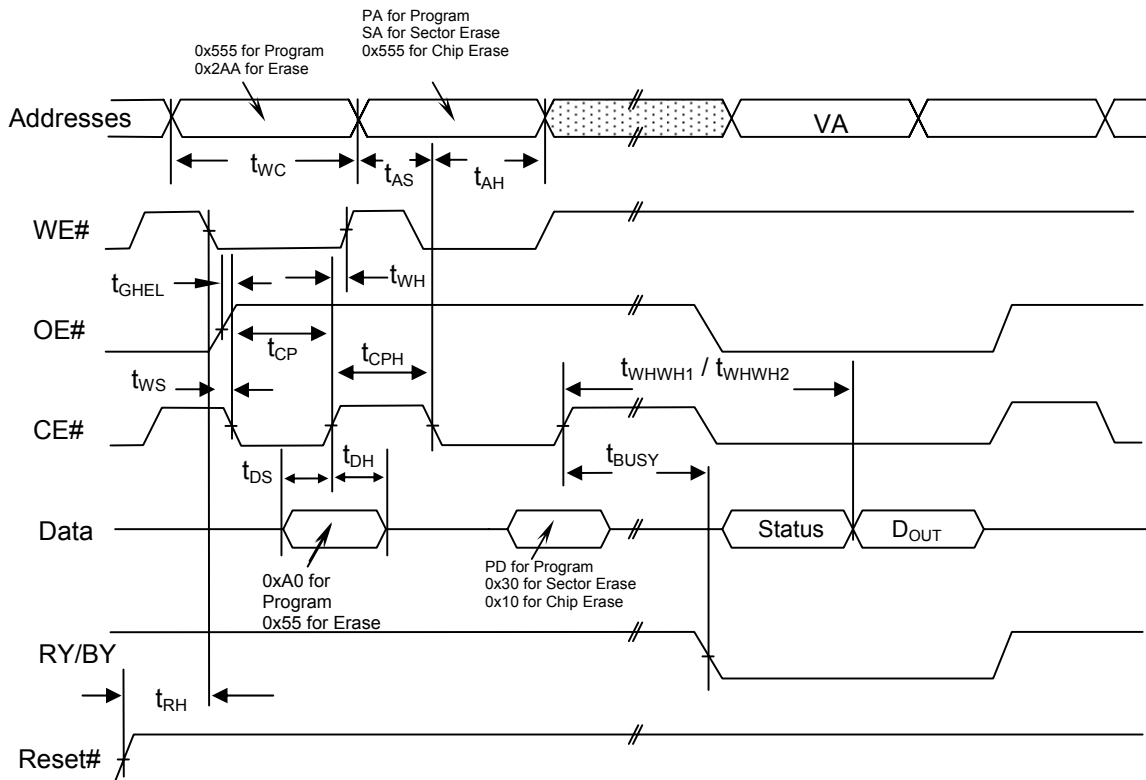 PA for Program
SA for Sector Erase
0x555 for Chip Erase
0x555 for Program
0x2AA for Erase
Addresses
VA
tWC
tAS
tAH
WE#
tGHEL
tWH
OE#
tCP
tCPH
tWS
tWHWH1 / tWHWH2
CE#
tDS
tDH
tBUSY
Data
Status
DOUT
0xA0 for
Program
0x55 for Erase
PD for Program
0x30 for Sector Erase
0x10 for Chip Erase
RY/BY
tRH
Reset#